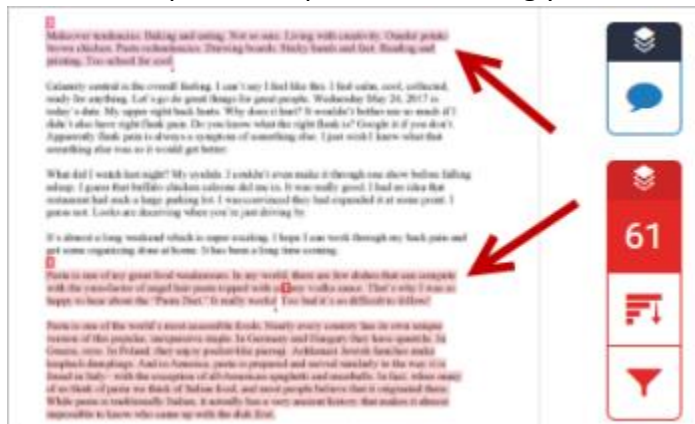 Makeover tendencies. Baking and eating. Not so sure. Living with creativity. Ounder potato
brown chicken. Pasta redundancies. Drawing boards. Sticky hands and feet. Reading and
printing. Too school for cool.
Calamity control is the overall feeling. I can't say I feel like this. I feel calm, cool, collected,
ready for anything. Let's go do great things for great people. Wednesday May 24, 2017 is
today's date. My upper right back hurts. Why does it hurt? It wouldn't bother me so much if I
didn't also have right flank pain. Do you know what the right flank is? Google it if you don't.
Apparently flank pain is always a symptom of something else. I just wish I knew what that
something else was so it would get better.
What did I watch last night? My eyelids. I couldn't even make it through one show before falling
asleep. I guess that buffalo chicken calzone did me in. It was really good. I had no idea that
restaurant had such a huge parking lot. I was convinced they had expanded it at some point. I
guess not. Looks are deceiving when you're just driving by.
It's almost a long weekend which is super exciting. I hope I can work through my back pain and
get some organizing done at home. It has been a long time coming.
Pasta is one of my great food weaknesses. In my world, there are few dishes that can compete
with the yum-factor of angel hair pasta topped with vodka sauce. That's why I was so
happy to hear about the "Pasta Diet." It really works! Too bad it's so difficult to follow!
Pasta is one of the world's most accessible foods. Nearly every country has its own unique
version of this popular, inexpensive staple. In Germany and Hungary they have spaetzle. In
Greece, orzo. In Poland, they enjoy pocket-like pierogi. Ashkenazi Jewish families make
kreplach dumplings. And in America, pasta is prepared and served similarly to the way it is
found in Italy- with the exception of all-American spaghetti and meatballs. In fact, when many
of us think of pasta we think of Italian food, and most people believe that it originated there.
While pasta is traditionally Italian, it actually has a very ancient history that makes it almost
impossible to know who came up with the dish first.
61